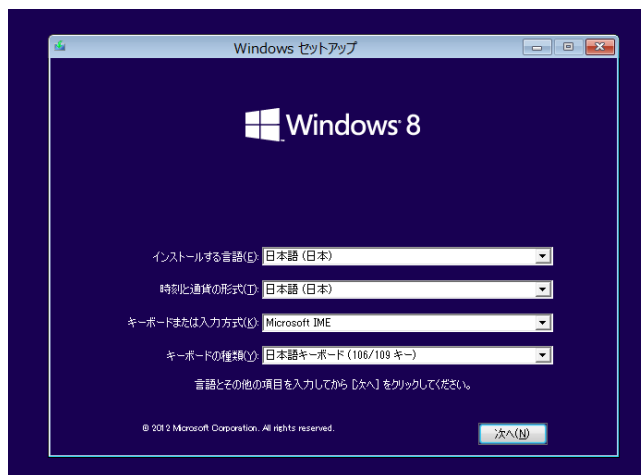 Windows セットアップ
Windows 8
インストールする言語(E): 日本語 (日本)
時刻と通貨の形式(T): 日本語 (日本)
キーボードまたは入力方式(K): Microsoft IME
キーボードの種類(Y): 日本語キーボード (106/109 キー)
言語とその他の項目を入力してから [次へ] をクリックしてください。
© 2012 Microsoft Corporation. All rights reserved.
次へ(N)